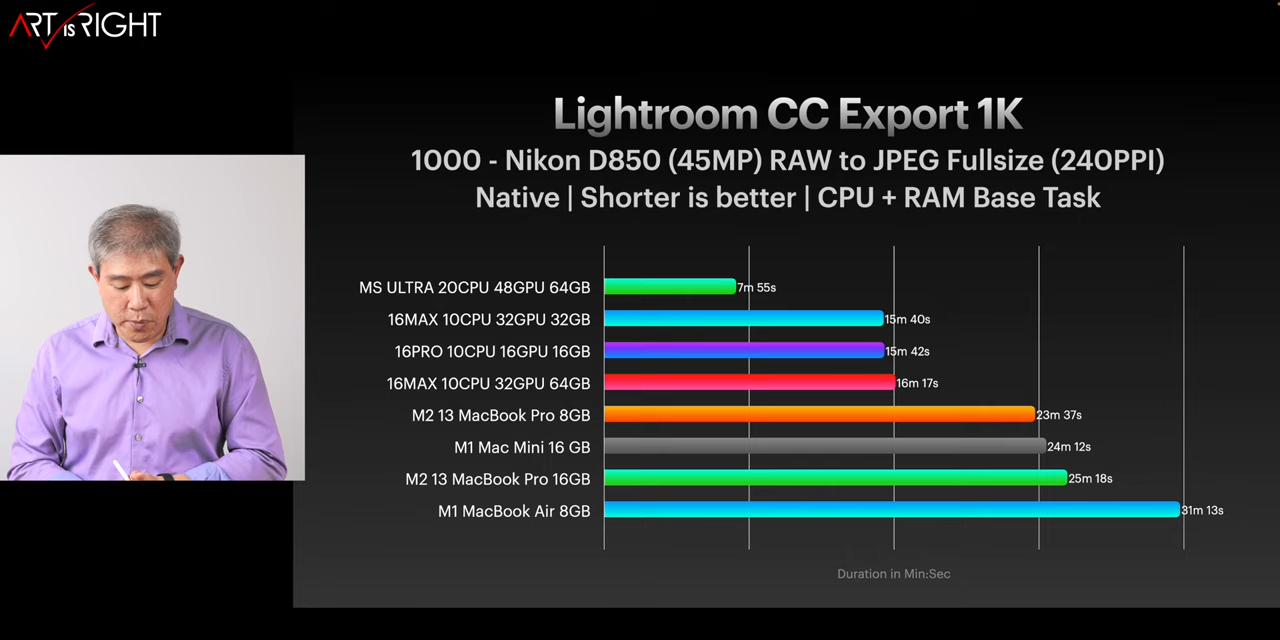 ART IS RIGHT
Lightroom CC Export 1K
1000 - Nikon D850 (45MP) RAW to JPEG Fullsize (240PPI)
Native | Shorter is better | CPU + RAM Base Task
MS ULTRA 20CPU 48GPU 64GB 7m 55s
16MAX 10CPU 32GPU 32GB 15m 40s
16PRO 10CPU 16GPU 16GB 15m 42s
16MAX 10CPU 32GPU 64GB 16m 17s
M2 13 MacBook Pro 8GB 23m 37s
M1 Mac Mini 16 GB 24m 12s
M2 13 MacBook Pro 16GB 25m 18s
M1 MacBook Air 8GB 31m 13s
Duration in Min:Sec